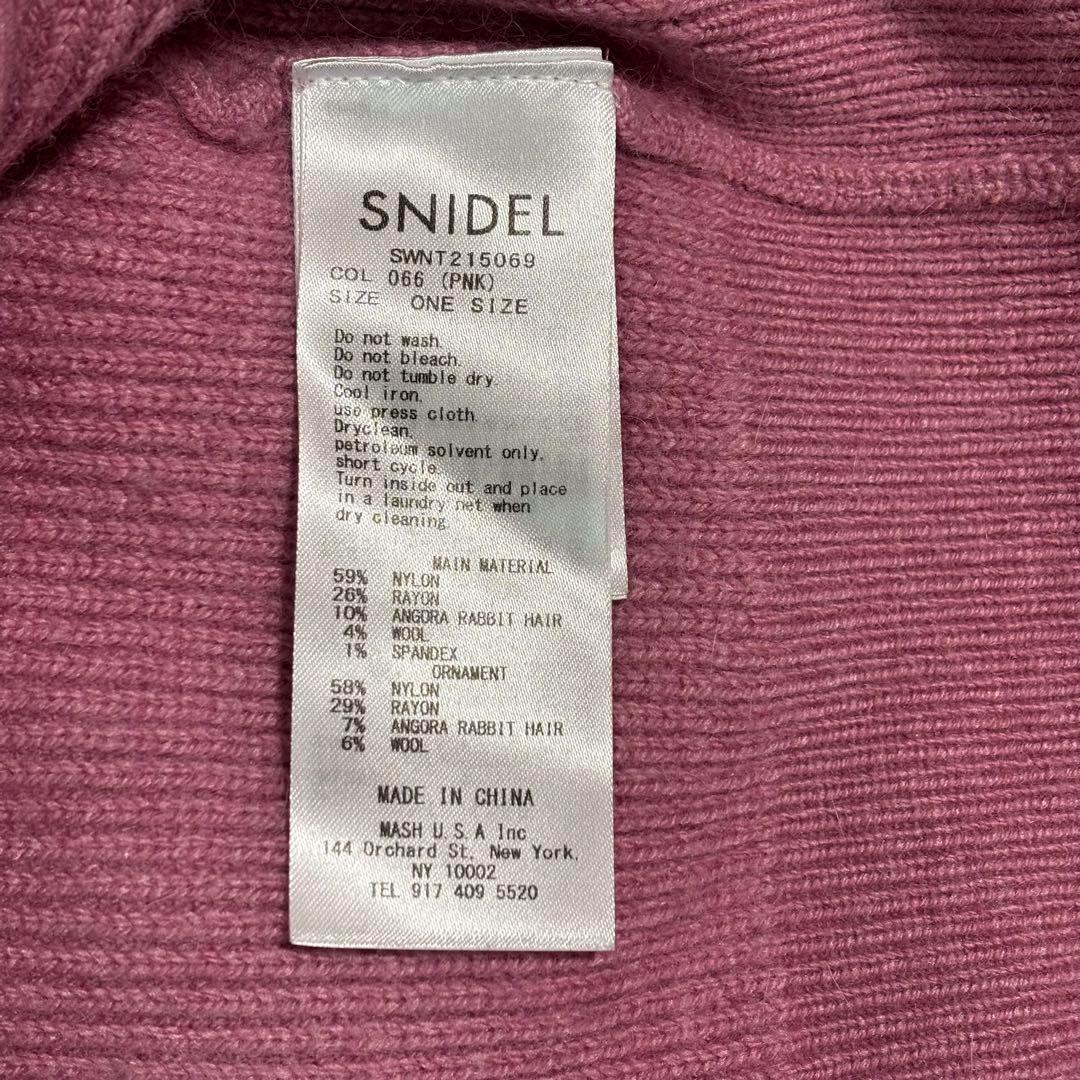 SNIDEL
SWNT215069
COL 066 (PNK)
SIZE ONE SIZE
Do not wash.
Do not bleach.
Do not tumble dry.
Cool iron.
use press cloth.
Dryclean.
petroleum solvent only.
short cycle.
Turn inside out and place
in a laundry net when
dry cleaning.
MAIN MATERIAL
59% NYLON
26% RAYON
10% ANGORA RABBIT HAIR
4% WOOL
1% SPANDEX
ORNAMENT
58% NYLON
29% RAYON
7% ANGORA RABBIT HAIR
6% WOOL
MADE IN CHINA
MASH U.S.A Inc
144 Orchard St. New York,
NY 10002
TEL 917 409 5520